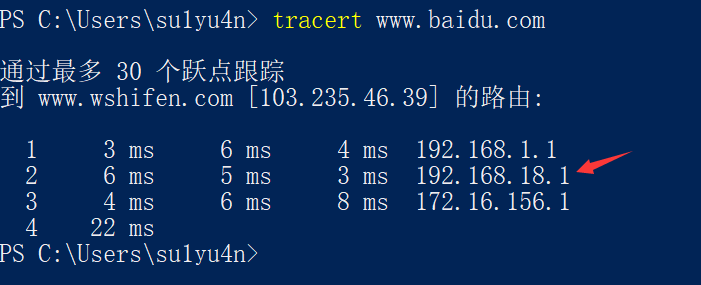 PS C:\Users\su1yu4n> tracert www.baidu.com
通过最多 30 个跃点跟踪
到 www.wshifen.com [103.235.46.39] 的路由:
1 3 ms 6 ms 4 ms 192.168.1.1
2 6 ms 5 ms 3 ms 192.168.18.1
3 4 ms 6 ms 8 ms 172.16.156.1
4 22 ms
PS C:\Users\su1yu4n>